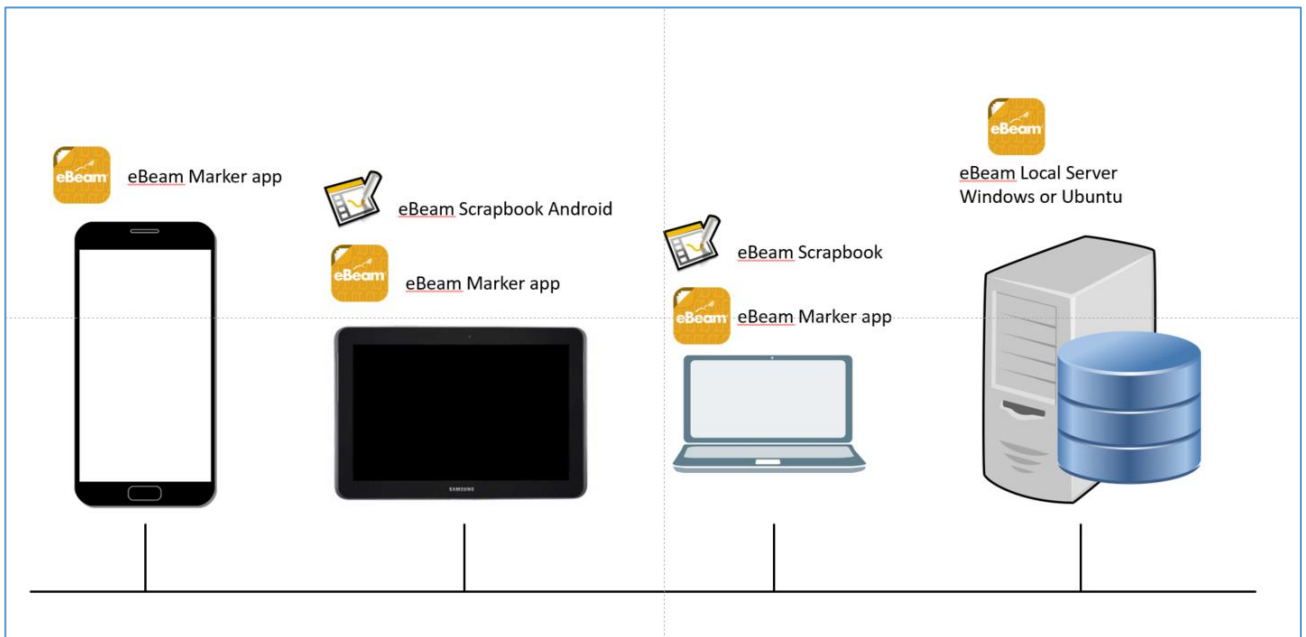 eBeam
eBeam Marker app
eBeam Scrapbook Android
eBeam
eBeam Marker app
SAMSUNG
eBeam Scrapbook
eBeam
eBeam Marker app
eBeam
eBeam Local Server
Windows or Ubuntu